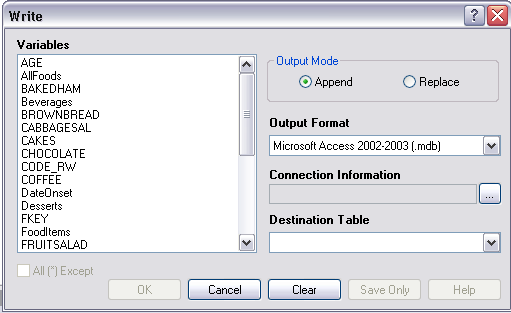 Write
Variables
AGE
AllFoods
BAKEDHAM
Beverages
BROWNBREAD
CABBAGESAL
CAKES
CHOCOLATE
CODE_RW
COFFEE
DateOnset
Desserts
FKEY
FoodItems
FRUITSALAD
All (*) Except
Output Mode
Append
Replace
Output Format
Microsoft Access 2002-2003 (.mdb)
Connection Information
...
Destination Table
OK
Cancel
Clear
Save Only
Help